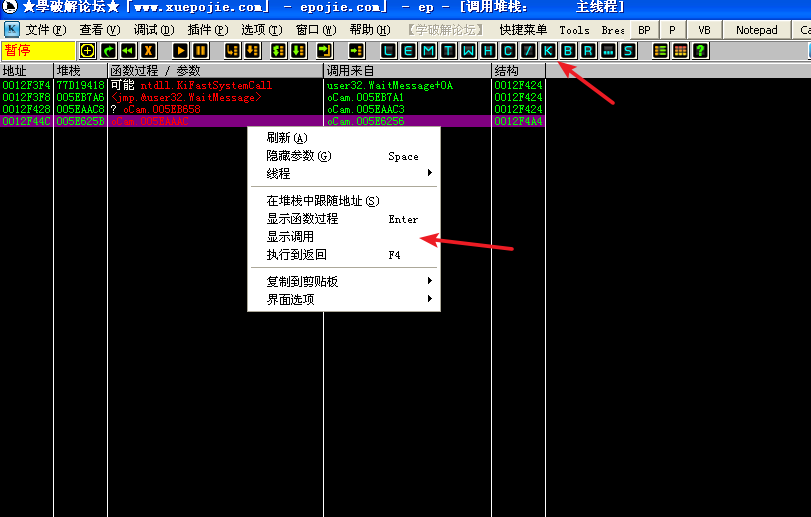 ★學破解论坛★「www.xuepojie.com」 - epojie.com」 - ep - [调用堆栈: 主线程]
K 文件(F) 查看(V) 调试(D) 插件(P) 选项(T) 窗口(W) 帮助(H) 【学破解论坛】 快捷菜单 Tools Brea BP P VB Notepad Ca
暂停 L E M T W H C / K B R ... S ?
地址 堆栈 函数过程 / 参数 调用来自 结构
0012F3F4 77D19418 可能 ntdll.KiFastSystemCall user32.WaitMessage+0A 0012F424
0012F3F8 005EB7A6 <jmp.&user32.WaitMessage> oCam.005EB7A1 0012F424
0012F428 005EAAC8 ? oCam.005EB658 oCam.005EAAC3 0012F424
0012F44C 005E625B oCam.005EAAAC oCam.005E6256 0012F4A4
刷新(A)
隐藏参数(G) Space
线程
在堆栈中跟随地址(S)
显示函数过程 Enter
显示调用
执行到返回 F4
复制到剪贴板
界面选项